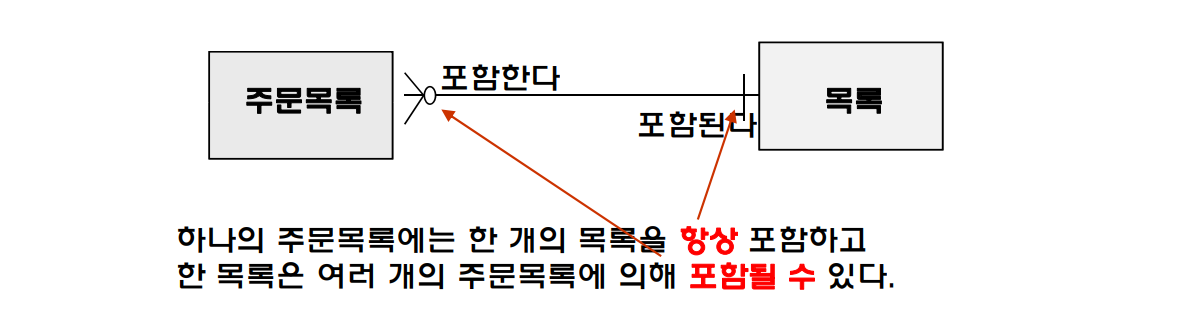 포함한다
주문목록
목록
포함된다
하나의 주문목록에는 한 개의 목록을 항상 포함하고
한 목록은 여러 개의 주문목록에 의해 포함될 수 있다.